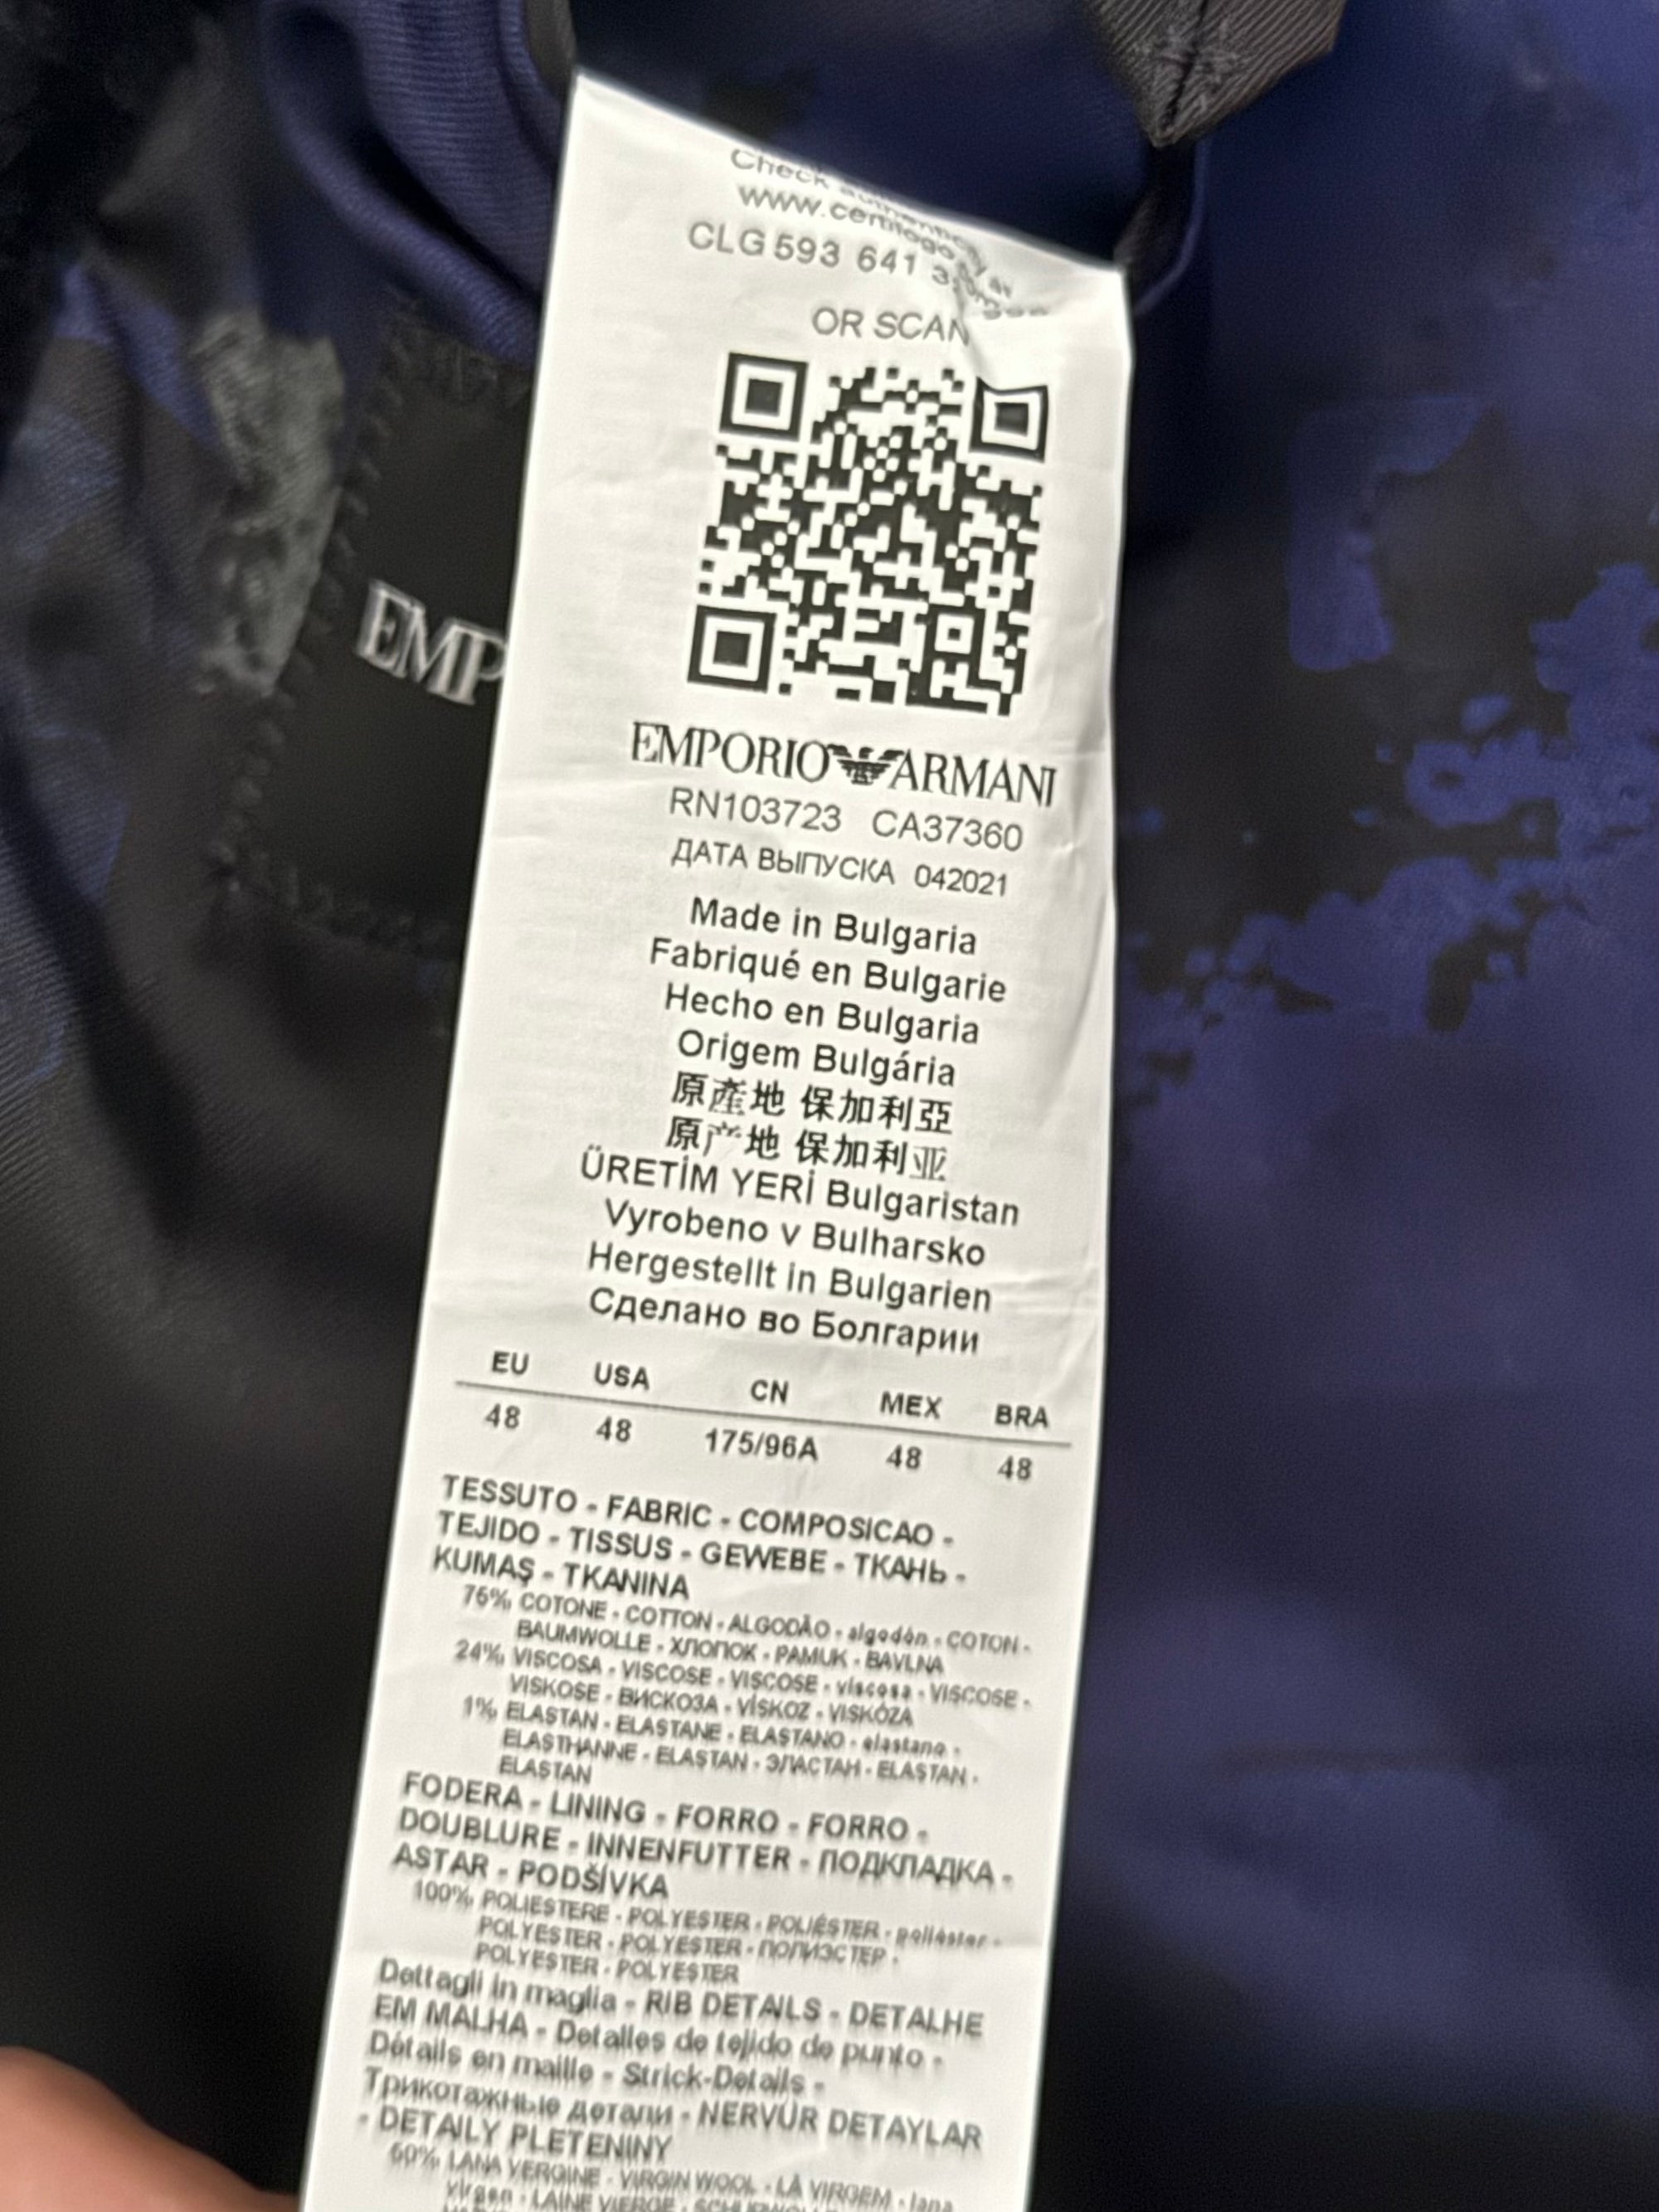 Check authenticity at
www.certilogo
CLG 593 641
OR SCAN
EMP
EMPORIO ARMANI
RN103723 CA37360
ДАТА ВЫПУСКА 042021
Made in Bulgaria
Fabriqué en Bulgarie
Hecho en Bulgaria
Origem Bulgária
原產地 保加利亞
原产地 保加利亚
ÜRETİM YERİ Bulgaristan
Vyrobeno v Bulharsko
Hergestellt in Bulgarien
Сделано во Болгарии
EU USA CN MEX BRA
48 48 175/96A 48 48
TESSUTO - FABRIC - COMPOSICAO -
TEJIDO - TISSUS - GEWEBE - ТКАНЬ -
KUMAŞ - TKANINA
COTONE - COTTON - ALGODÃO - algodón - COTON -
BAUMWOLLE - ХЛОПОК - PAMUK - BAVLNA
24% VISCOSA - VISCOSE - VISCOSE - viscosa - VISCOSE -
VISKOSE - ВИСКОЗА - VİSKOZ - VISKÓZA
1% ELASTAN - ELASTANE - ELASTANO - elastano -
ELASTHANNE - ELASTAN - ЭЛАСТАН - ELASTAN -
ELASTAN
FODERA - LINING - FORRO - FORRO -
DOUBLURE - INNENFUTTER - ПОДКЛАДКА -
ASTAR - PODŠÍVKA
100% POLIESTERE - POLYESTER - POLIÉSTER - poliéster -
POLYESTER - POLYESTER - ПОЛИЭСТЕР -
POLYESTER - POLYESTER
Dettagli in maglia - RIB DETAILS - DETALHE
EM MALHA - Detalles de tejido de punto -
Détails en maille - Strick-Details -
Трикотажные детали - NERVÜR DETAYLAR
- DETAILY PLETENINY
60% LANA VERGINE - VIRGIN WOOL - LÃ VIRGEM - lana
virgen - LAINE VIERGE -